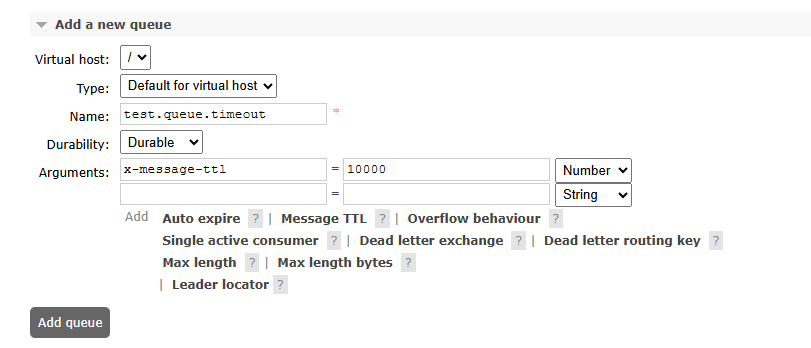 Add a new queue
Virtual host: /
Type: Default for virtual host
Name: test.queue.timeout *
Durability: Durable
Arguments: x-message-ttl = 10000 Number
= String
Add Auto expire ? | Message TTL ? | Overflow behaviour ?
Single active consumer ? | Dead letter exchange ? | Dead letter routing key ?
Max length ? | Max length bytes ?
| Leader locator ?
Add queue